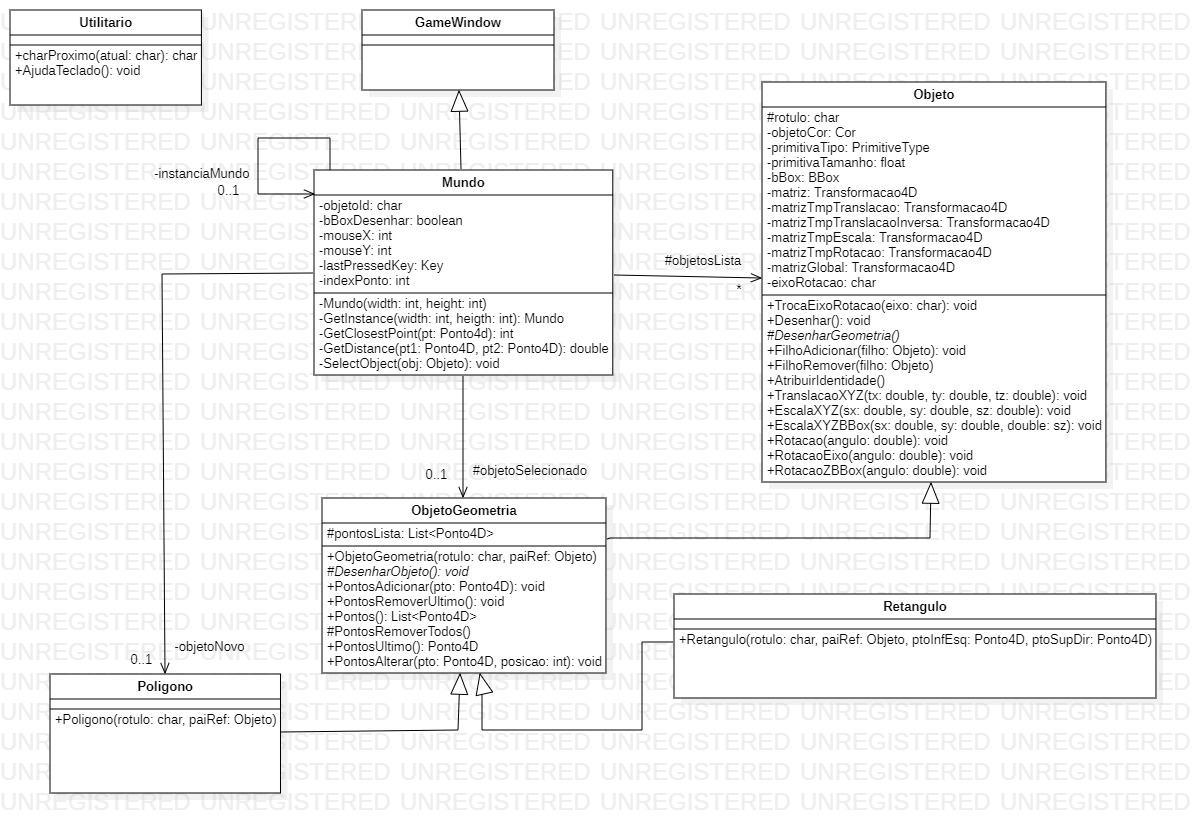 Utilitario
+charProximo(atual: char): char
+AjudaTeclado(): void
GameWindow
-instanciaMundo
0..1
Mundo
-objetoId: char
-bBoxDesenhar: boolean
-mouseX: int
-mouseY: int
-lastPressedKey: Key
-indexPonto: int
-Mundo(width: int, height: int)
-GetInstance(width: int, heigth: int): Mundo
-GetClosestPoint(pt: Ponto4d): int
-GetDistance(pt1: Ponto4D, pt2: Ponto4D): double
-SelectObject(obj: Objeto): void
#objetosLista
*
Objeto
#rotulo: char
-objetoCor: Cor
-primitivaTipo: PrimitiveType
-primitivaTamanho: float
-bBox: BBox
-matriz: Transformacao4D
-matrizTmpTranslacao: Transformacao4D
-matrizTmpTranslacaoInversa: Transformacao4D
-matrizTmpEscala: Transformacao4D
-matrizTmpRotacao: Transformacao4D
-matrizGlobal: Transformacao4D
-eixoRotacao: char
+TrocaEixoRotacao(eixo: char): void
+Desenhar(): void
#DesenharGeometria()
+FilhoAdicionar(filho: Objeto): void
+FilhoRemover(filho: Objeto)
+AtribuirIdentidade()
+TranslacaoXYZ(tx: double, ty: double, tz: double): void
+EscalaXYZ(sx: double, sy: double, sz: double): void
+EscalaXYZBBox(sx: double, sy: double, double: sz): void
+Rotacao(angulo: double): void
+RotacaoEixo(angulo: double): void
+RotacaoZBBox(angulo: double): void
0..1
#objetoSelecionado
ObjetoGeometria
#pontosLista: List<Ponto4D>
+ObjetoGeometria(rotulo: char, paiRef: Objeto)
#DesenharObjeto(): void
+PontosAdicionar(pto: Ponto4D): void
+PontosRemoverUltimo(): void
+Pontos(): List<Ponto4D>
#PontosRemoverTodos()
+PontosUltimo(): Ponto4D
+PontosAlterar(pto: Ponto4D, posicao: int): void
Retangulo
+Retangulo(rotulo: char, paiRef: Objeto, ptoInfEsq: Ponto4D, ptoSupDir: Ponto4D)
-objetoNovo
0..1
Poligono
+Poligono(rotulo: char, paiRef: Objeto)